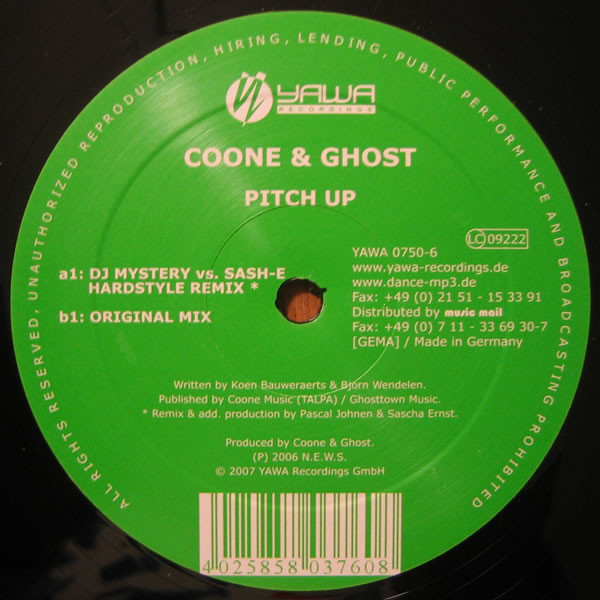 ALL RIGHTS RESERVED, UNAUTHORIZED REPRODUCTION, HIRING, LENDING, PUBLIC PERFORMANCE AND BROADCASTING PROHIBITED
YAWA
RECORDINGS
COONE & GHOST
PITCH UP
LC 09222
YAWA 0750-6
www.yawa-recordings.de
www.dance-mp3.de
Fax: +49 (0) 21 51 - 15 33 91
Distributed by music mail
Fax: +49 (0) 7 11 - 33 69 30-7
[GEMA] / Made in Germany
a1: DJ MYSTERY vs. SASH-E
HARDSTYLE REMIX *
b1: ORIGINAL MIX
Written by Koen Bauweraerts & Bjorn Wendelen.
Published by Coone Music (TALPA) / Ghosttown Music.
* Remix & add. production by Pascal Johnen & Sascha Ernst.
Produced by Coone & Ghost.
(P) 2006 N.E.W.S.
© 2007 YAWA Recordings GmbH
4025858037608